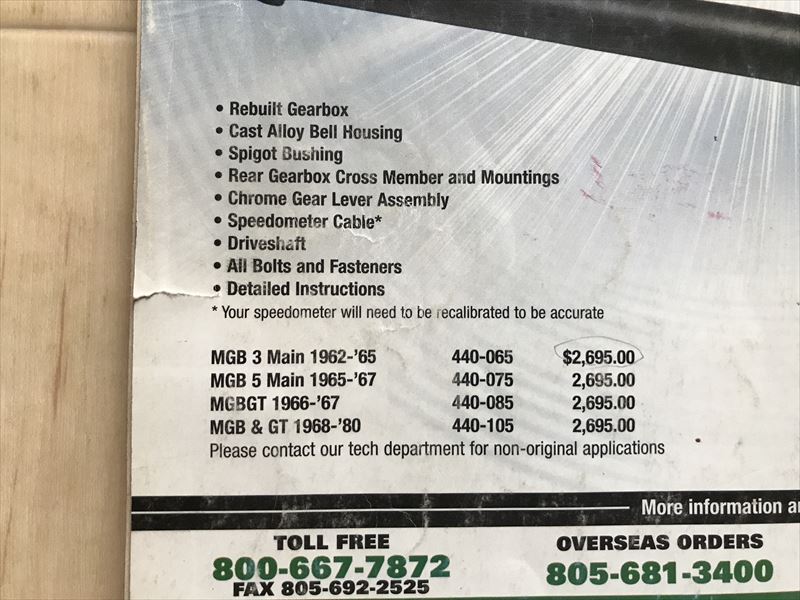 • Rebuilt Gearbox
• Cast Alloy Bell Housing
• Spigot Bushing
• Rear Gearbox Cross Member and Mountings
• Chrome Gear Lever Assembly
• Speedometer Cable*
• Driveshaft
• All Bolts and Fasteners
• Detailed Instructions
* Your speedometer will need to be recalibrated to be accurate
MGB 3 Main 1962-'65 440-065 $2,695.00
MGB 5 Main 1965-'67 440-075 2,695.00
MGBGT 1966-'67 440-085 2,695.00
MGB & GT 1968-'80 440-105 2,695.00
Please contact our tech department for non-original applications
More information
TOLL FREE
800-667-7872
FAX 805-692-2525
OVERSEAS ORDERS
805-681-3400